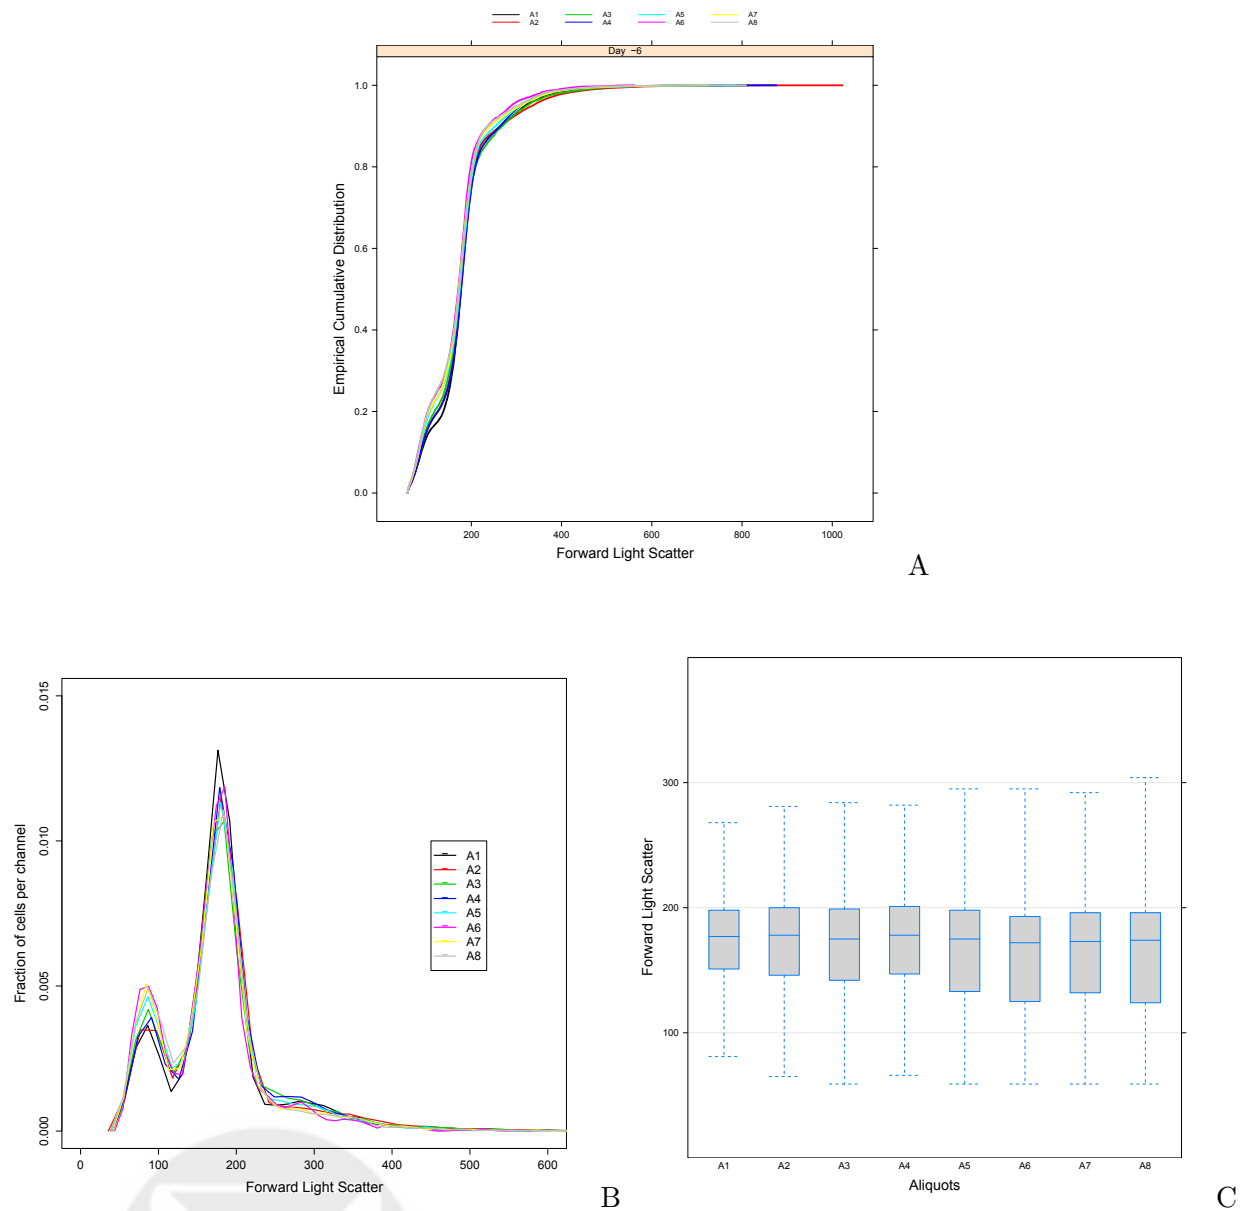 A1 A3 A5 A7
A2 A4 A6 A8
Day −6
Empirical Cumulative Distribution
1.0
0.8
0.6
0.4
0.2
0.0
200 400 600 800 1000
Forward Light Scatter
A
Fraction of cells per channel
0.015
0.010
0.005
0.000
A1
A2
A3
A4
A5
A6
A7
A8
0 100 200 300 400 500 600
Forward Light Scatter
B
Forward Light Scatter
300
200
100
A1 A2 A3 A4 A5 A6 A7 A8
Aliquots
C